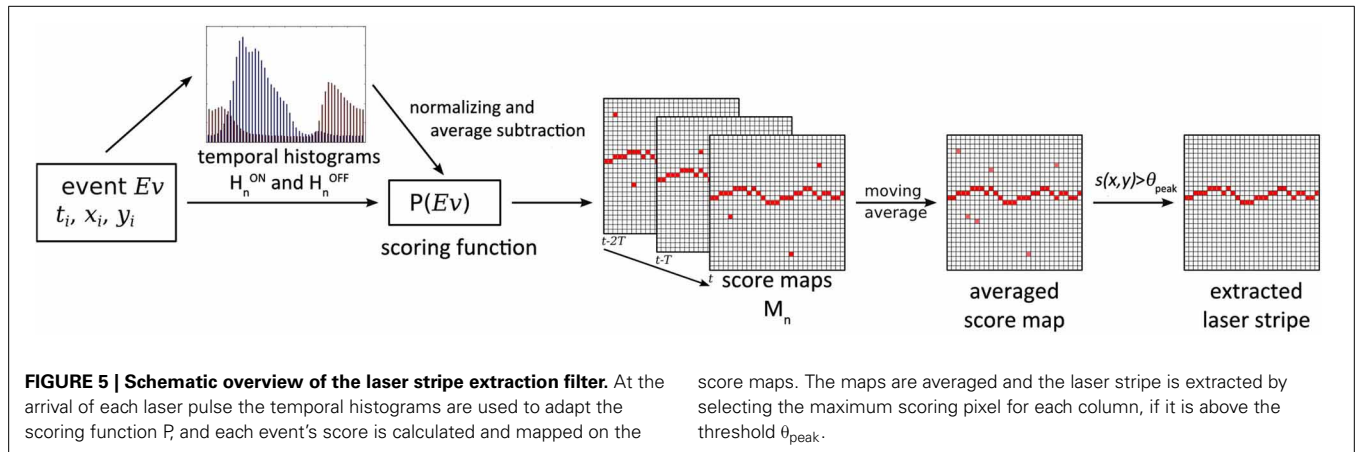 normalizing and
average subtraction
temporal histograms
H_n^ON and H_n^OFF
event Ev
t_i, x_i, y_i
P(Ev)
scoring function
t-2T
t-T
t
score maps
M_n
moving
average
averaged
score map
s(x,y)>θ_peak
extracted
laser stripe
FIGURE 5 | Schematic overview of the laser stripe extraction filter. At the
arrival of each laser pulse the temporal histograms are used to adapt the
scoring function P, and each event's score is calculated and mapped on the
score maps. The maps are averaged and the laser stripe is extracted by
selecting the maximum scoring pixel for each column, if it is above the
threshold θ_peak.